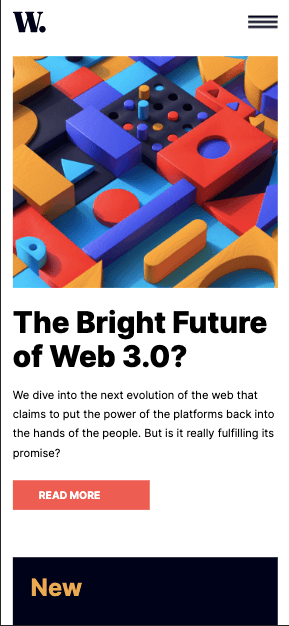 W.
The Bright Future
of Web 3.0?
We dive into the next evolution of the web that
claims to put the power of the platforms back into
the hands of the people. But is it really fulfilling its
promise?
READ MORE
New